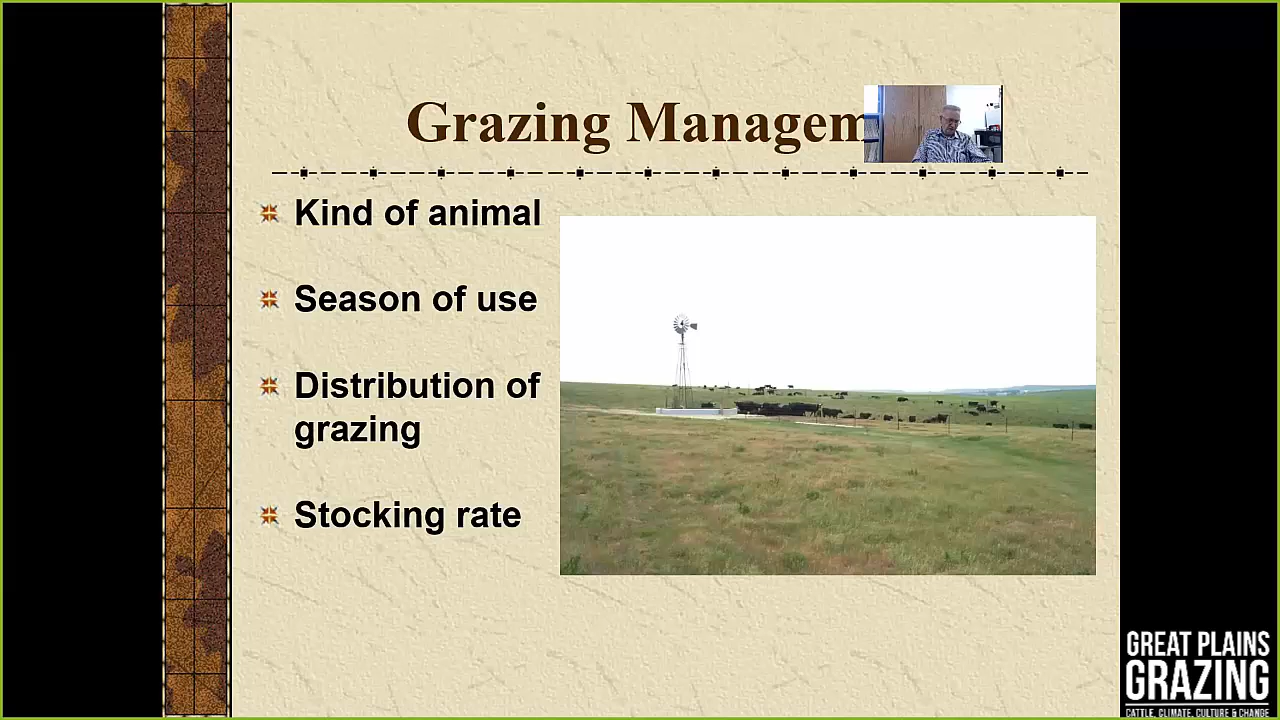 Grazing Managem
Kind of animal
Season of use
Distribution of
grazing
Stocking rate
GREAT PLAINS
GRAZING
CATTLE, CLIMATE, CULTURE & CHANGE